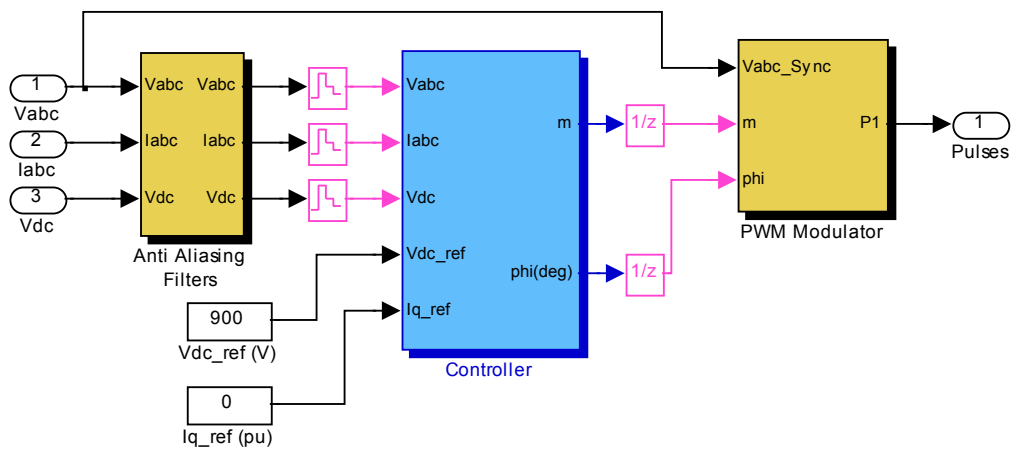 1
Vabc
2
Iabc
3
Vdc
Vabc
Iabc
Vdc
Vabc
Iabc
Vdc
Anti Aliasing
Filters
900
Vdc_ref (V)
0
Iq_ref (pu)
Vabc
Iabc
Vdc
Vdc_ref
Iq_ref
m
phi(deg)
Controller
1/z
1/z
Vabc_Sync
m
phi
P1
PWM Modulator
1
Pulses